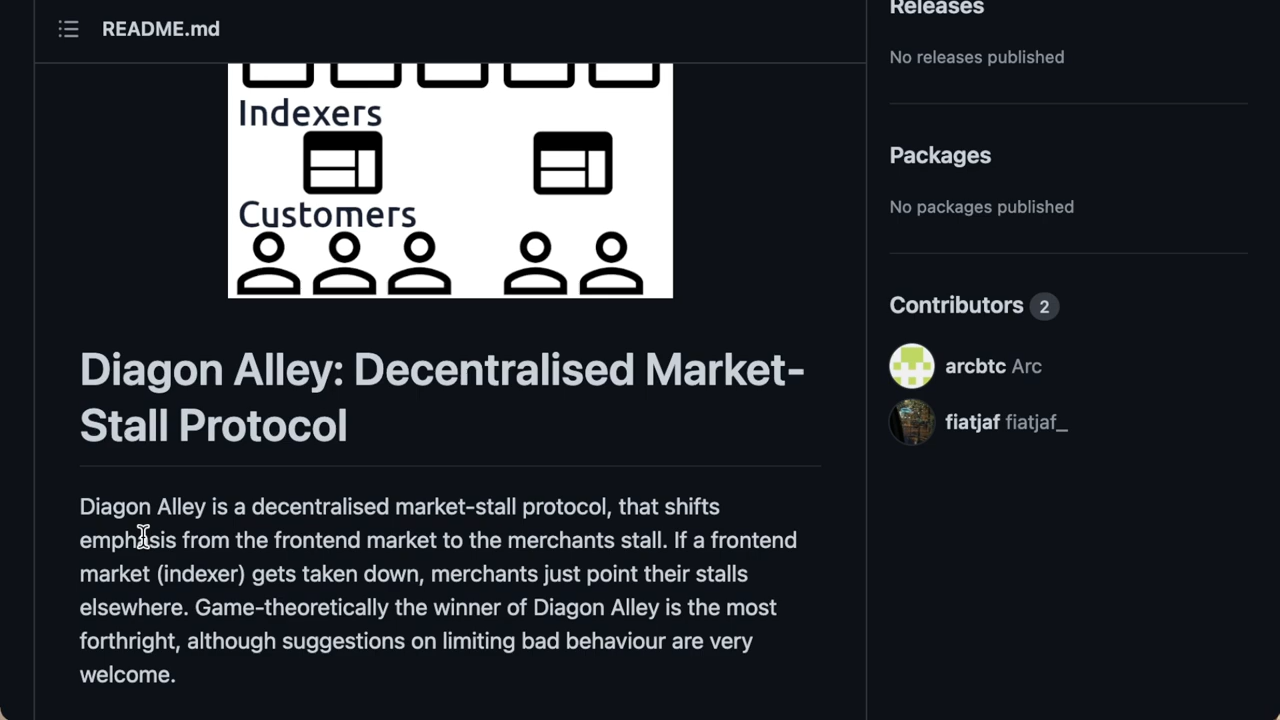 README.md
Indexers
Customers
Diagon Alley: Decentralised Market-
Stall Protocol
Diagon Alley is a decentralised market-stall protocol, that shifts
emphasis from the frontend market to the merchants stall. If a frontend
market (indexer) gets taken down, merchants just point their stalls
elsewhere. Game-theoretically the winner of Diagon Alley is the most
forthright, although suggestions on limiting bad behaviour are very
welcome.
Releases
No releases published
Packages
No packages published
Contributors 2
arcbtc Arc
fiatjaf fiatjaf_